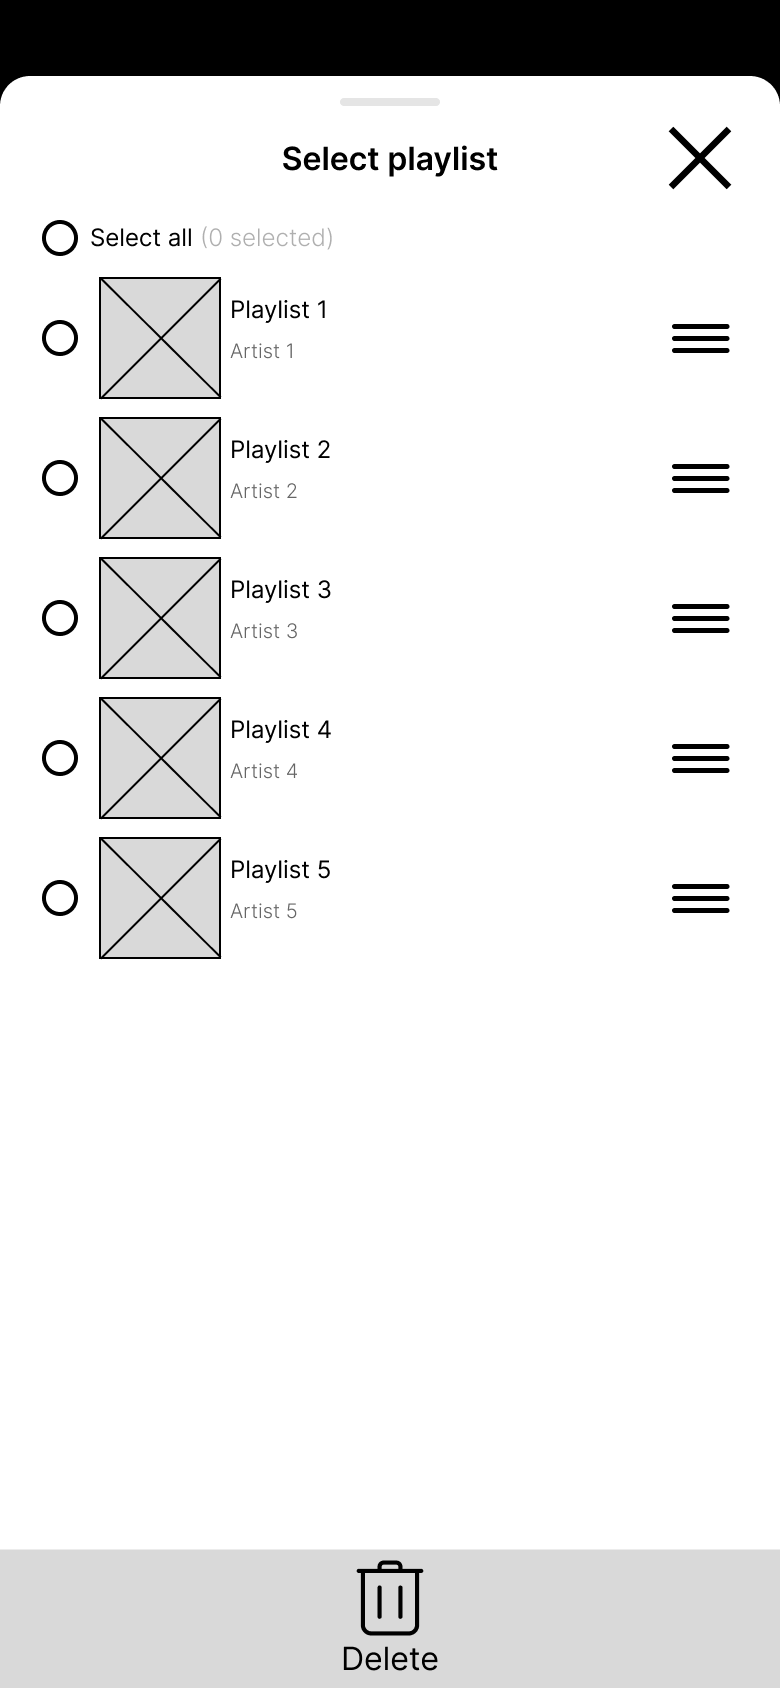 Select playlist
Select all (0 selected)
Playlist 1
Artist 1
Playlist 2
Artist 2
Playlist 3
Artist 3
Playlist 4
Artist 4
Playlist 5
Artist 5
Delete